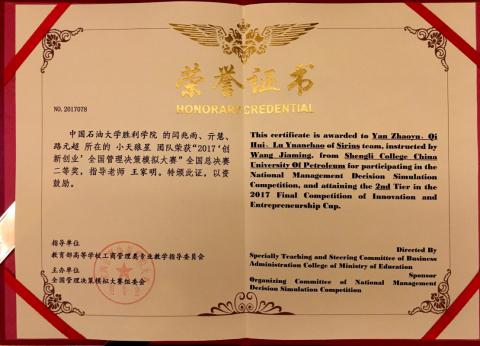 荣誉证书
HONORARY CREDENTIAL
NO.2017078
中国石油大学胜利学院 的闫兆雨、亓慧、
路元超 所在的 小天狼星 团队荣获“2017‘创
新创业’全国管理决策模拟大赛”全国总决赛
二等奖，指导老师 王家明。特颁此证，以资
鼓励。
指导单位
教育部高等学校工商管理类专业教学指导委员会
主办单位
全国管理决策模拟大赛组委会
This certificate is awarded to Yan Zhaoyu、Qi
Hui、Lu Yuanchao of Sirius team, instructed by
Wang Jiaming, from Shengli College China
University Of Petroleum for participating in the
National Management Decision Simulation
Competition, and attaining the 2nd Tier in the
2017 Final Competition of Innovation and
Entrepreneurship Cup.
Directed By
Specially Teaching and Steering Committee of Business
Administration College of Ministry of Education
Sponsor
Organizing Committee of National Management
Decision Simulation Competition